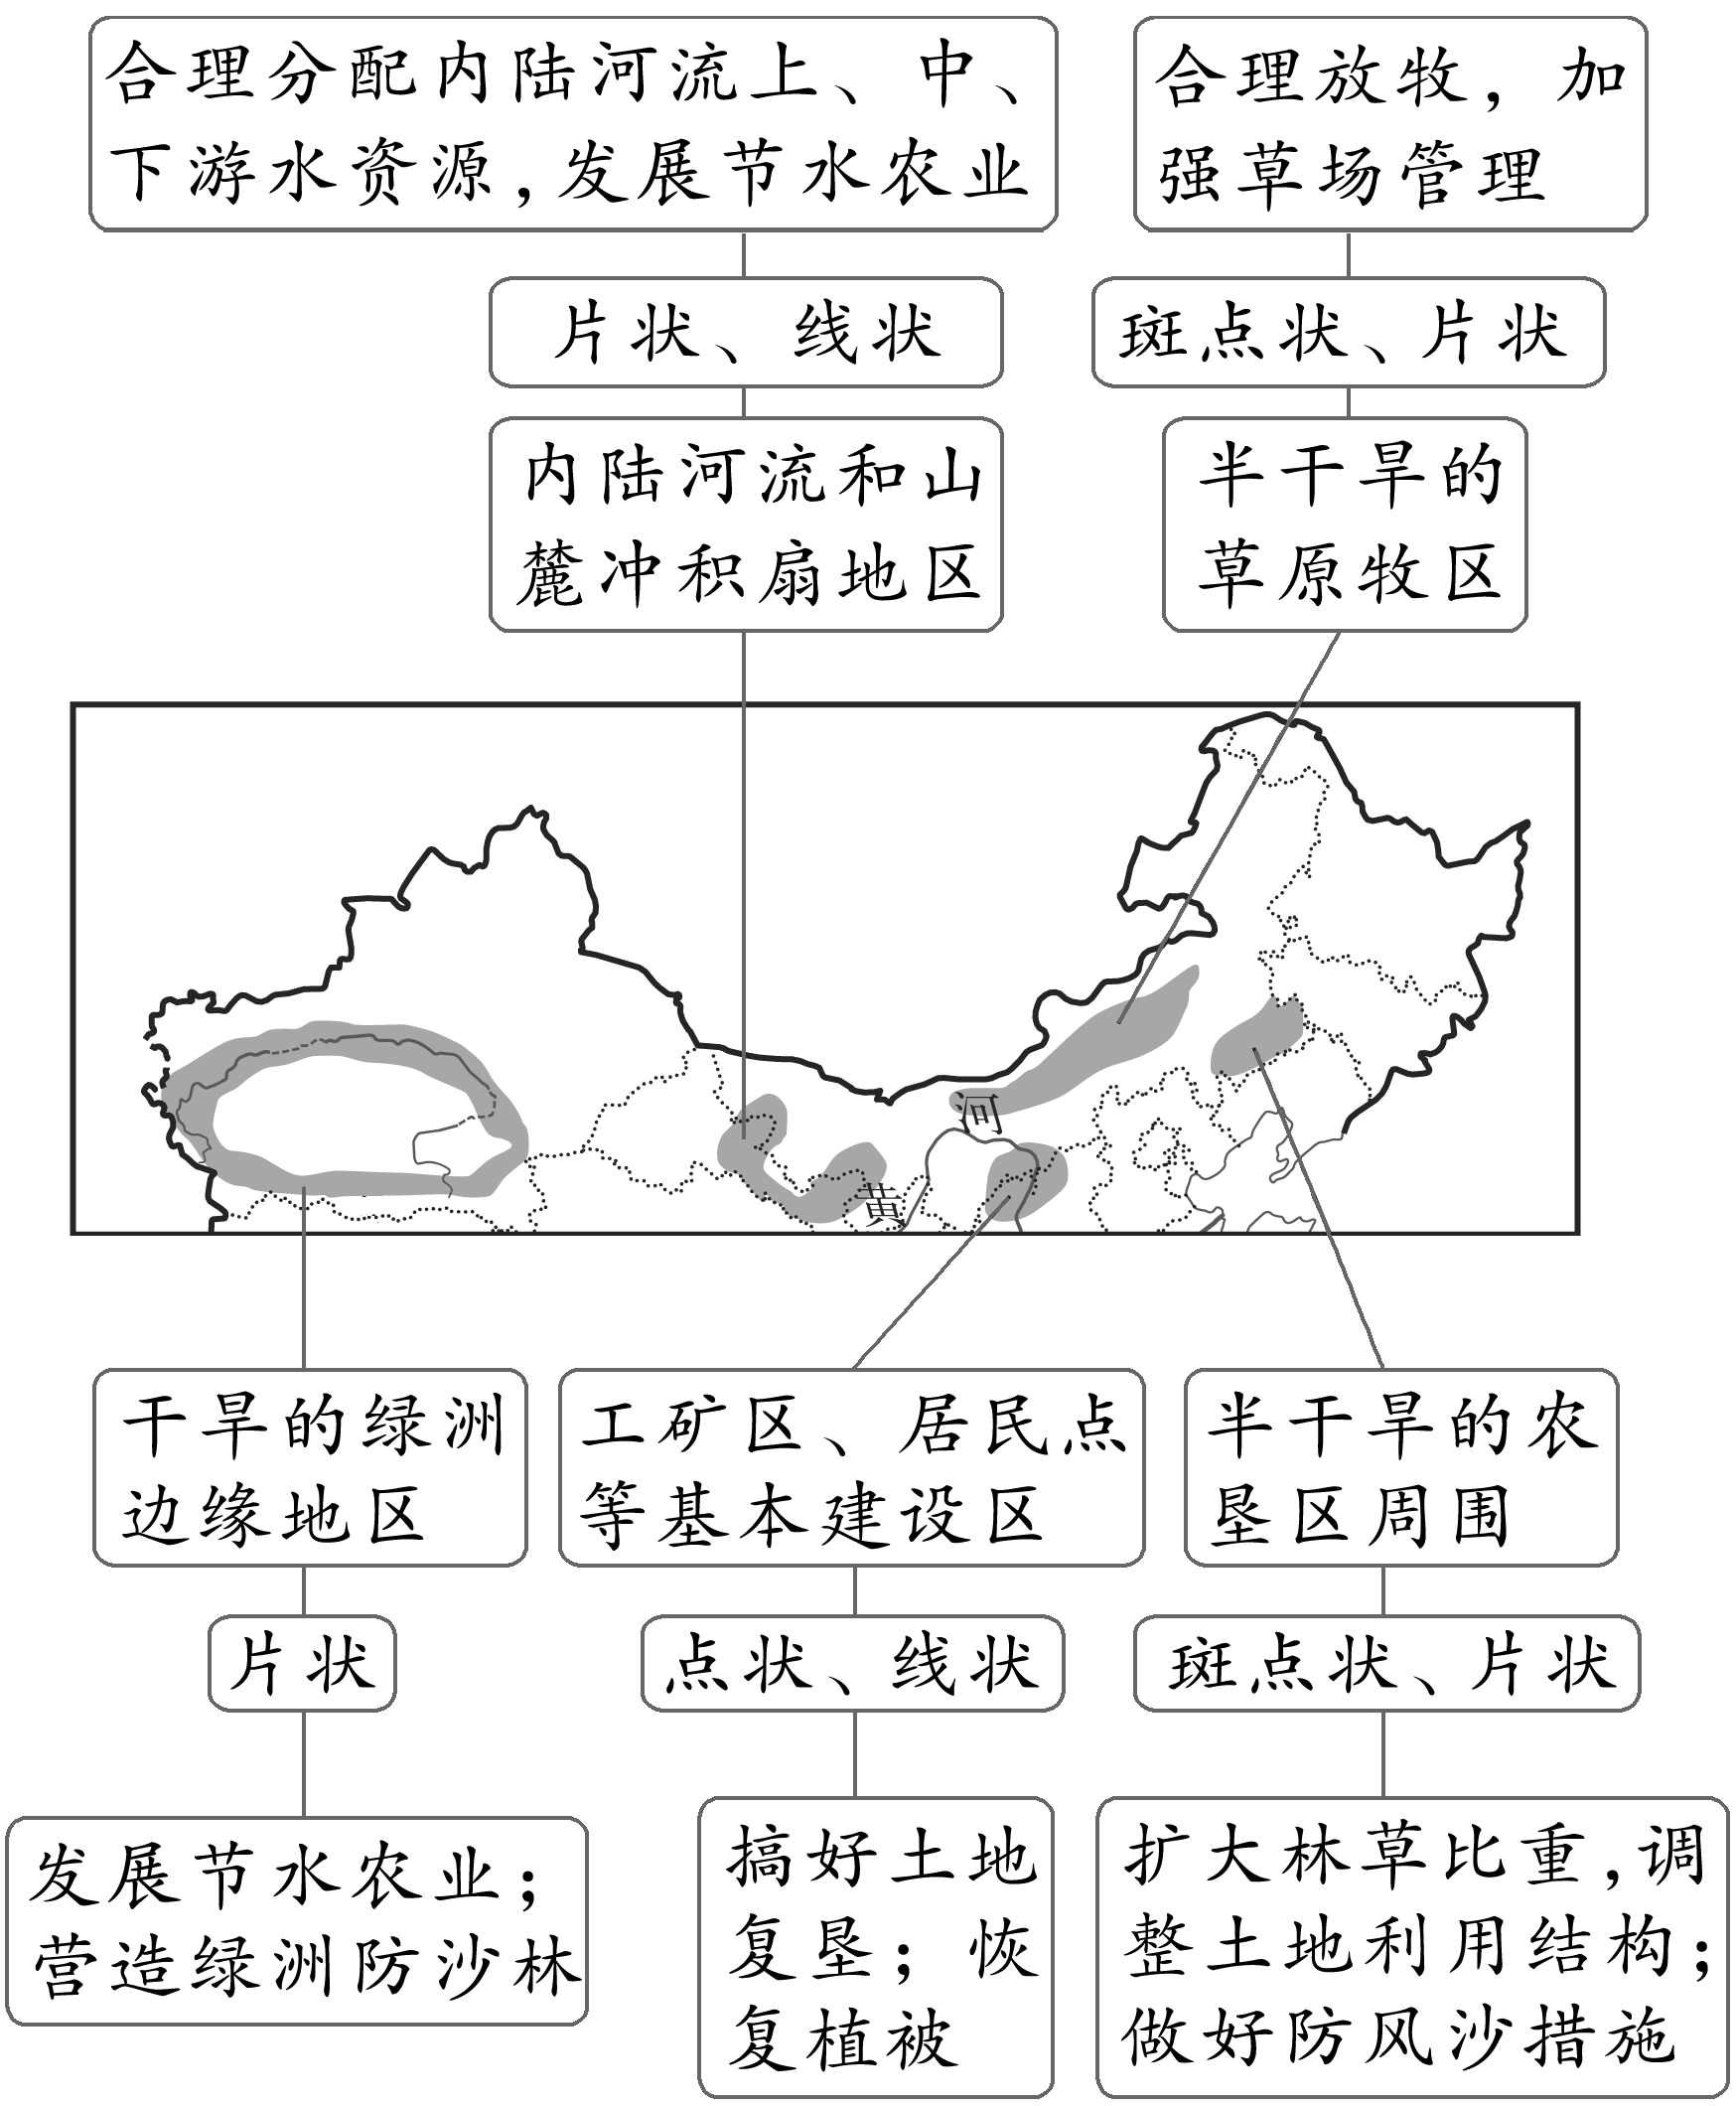 合理分配内陆河流上、中、
下游水资源,发展节水农业
合理放牧，加
强草场管理
片状、线状
斑点状、片状
内陆河流和山
麓冲积扇地区
半干旱的
草原牧区
河
黄
干旱的绿洲
边缘地区
工矿区、居民点
等基本建设区
半干旱的农
垦区周围
片状
点状、线状
斑点状、片状
发展节水农业；
营造绿洲防沙林
搞好土地
复垦；恢
复植被
扩大林草比重,调
整土地利用结构；
做好防风沙措施